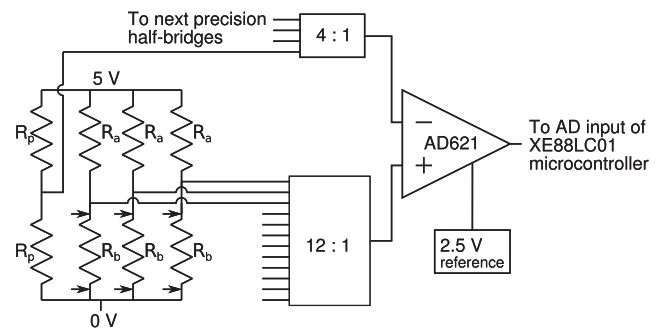 To next precision
half-bridges
4 : 1
5 V
Rp
Ra
Ra
Ra
AD621
To AD input of
XE88LC01
microcontroller
Rp
Rb
Rb
Rb
12 : 1
2.5 V
reference
0 V